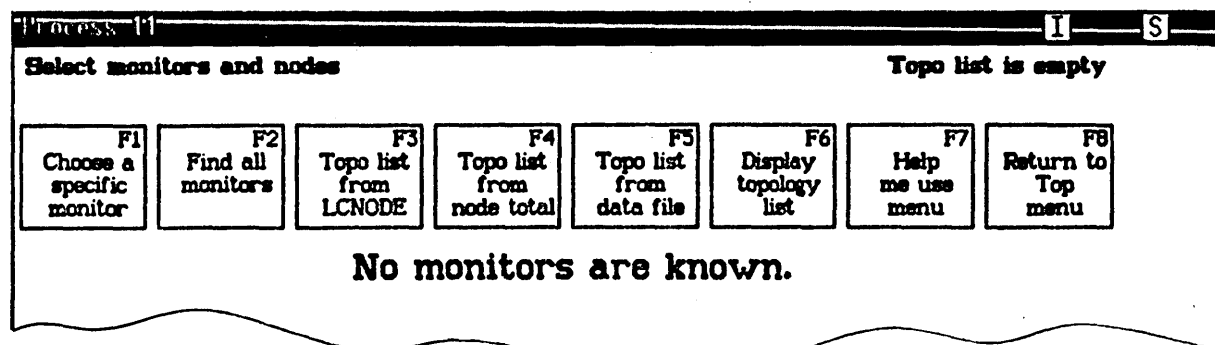 Process 11 I S
Select monitors and nodes Topo list is empty
F1 F2 F3 F4 F5 F6 F7 F8
Choose a Find all Topo list Topo list Topo list Display Help Return to
specific monitors from from from topology me use Top
monitor LCNODE node total data file list menu menu
No monitors are known.